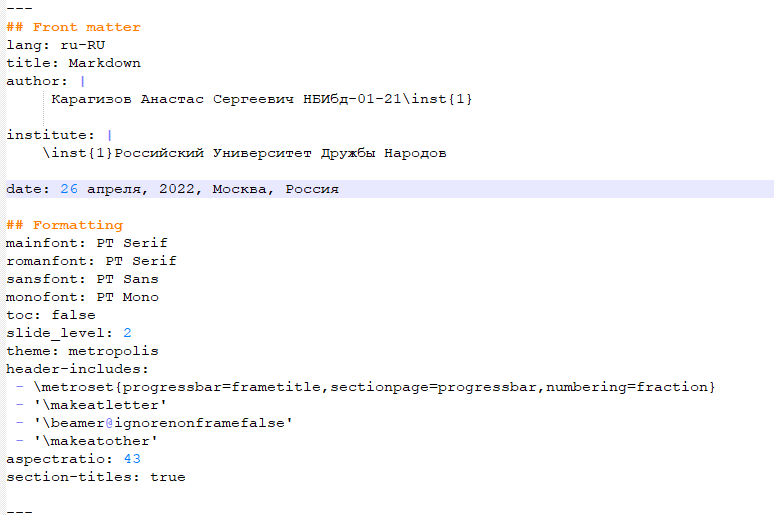 ---
## Front matter
lang: ru-RU
title: Markdown
author: |
     Карагизов Анастас Сергеевич НБИбд-01-21\inst{1}
institute: |
    \inst{1}Российский Университет Дружбы Народов
date: 26 апреля, 2022, Москва, Россия
## Formatting
mainfont: PT Serif
romanfont: PT Serif
sansfont: PT Sans
monofont: PT Mono
toc: false
slide_level: 2
theme: metropolis
header-includes:
 - \metroset{progressbar=frametitle,sectionpage=progressbar,numbering=fraction}
 - '\makeatletter'
 - '\beamer@ignorenonframefalse'
 - '\makeatother'
aspectratio: 43
section-titles: true
---